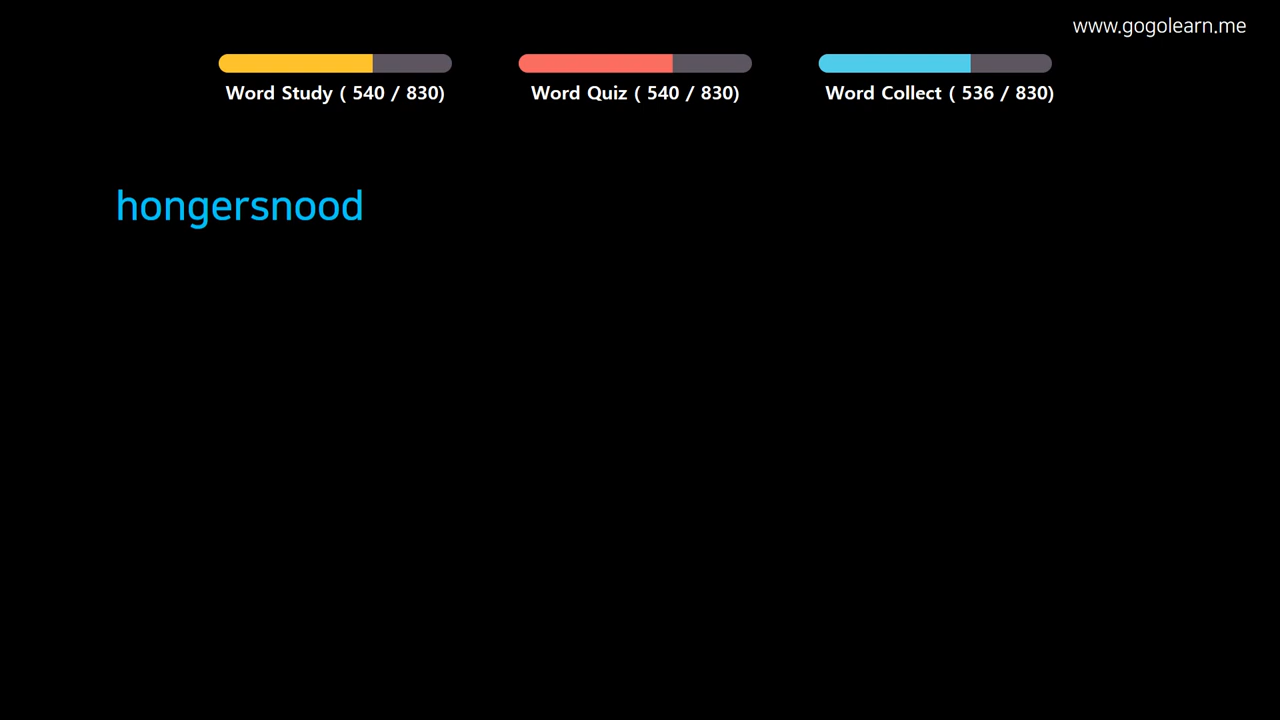 www.gogolearn.me
Word Study ( 540 / 830)
Word Quiz ( 540 / 830)
Word Collect ( 536 / 830)
hongersnood